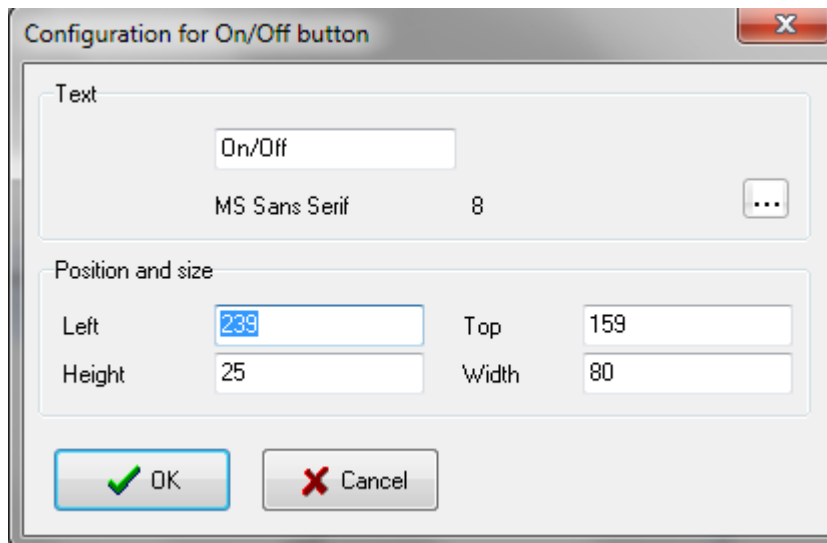 Configuration for On/Off button
Text
On/Off
MS Sans Serif 8
...
Position and size
Left 239 Top 159
Height 25 Width 80
OK Cancel